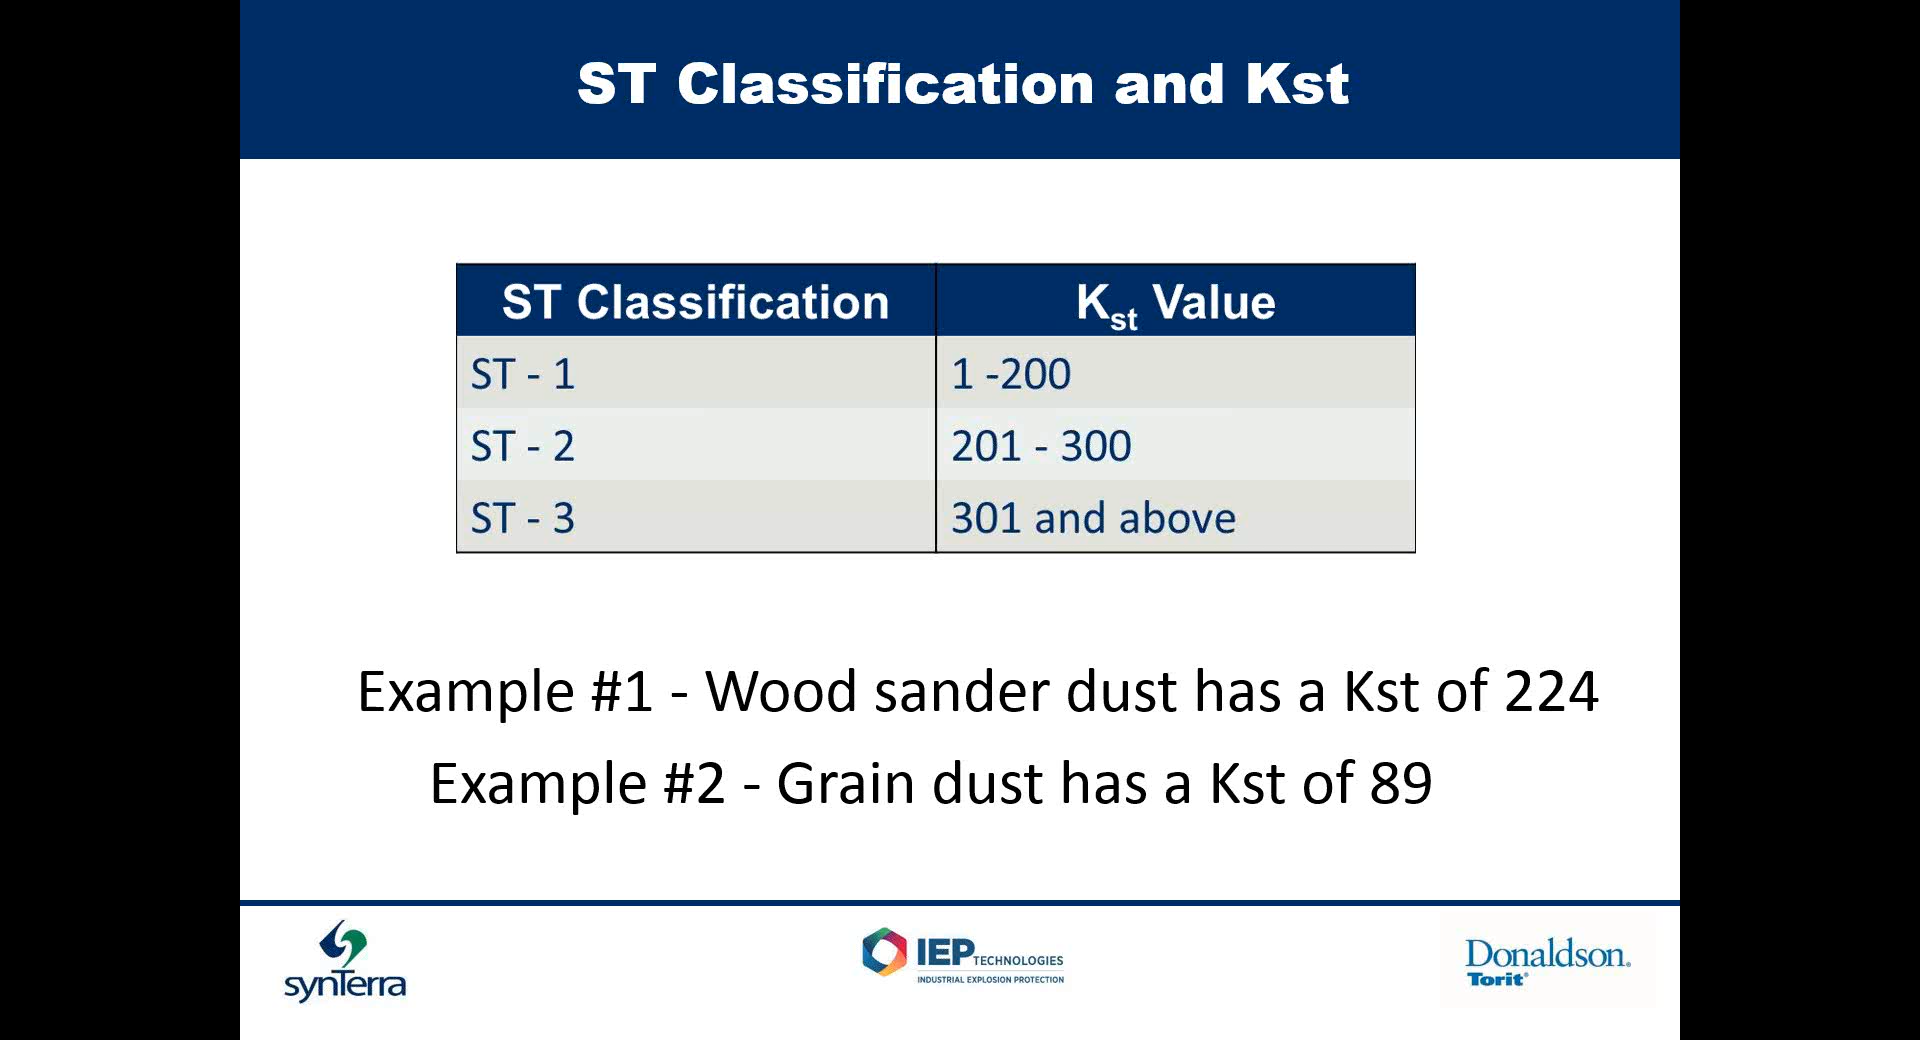 ST Classification and Kst
ST Classification
Kst Value
ST - 1
1 -200
ST - 2
201 - 300
ST - 3
301 and above
Example #1 - Wood sander dust has a Kst of 224
Example #2 - Grain dust has a Kst of 89
synTerra
IEP TECHNOLOGIES
INDUSTRIAL EXPLOSION PROTECTION
Donaldson®
Torit®